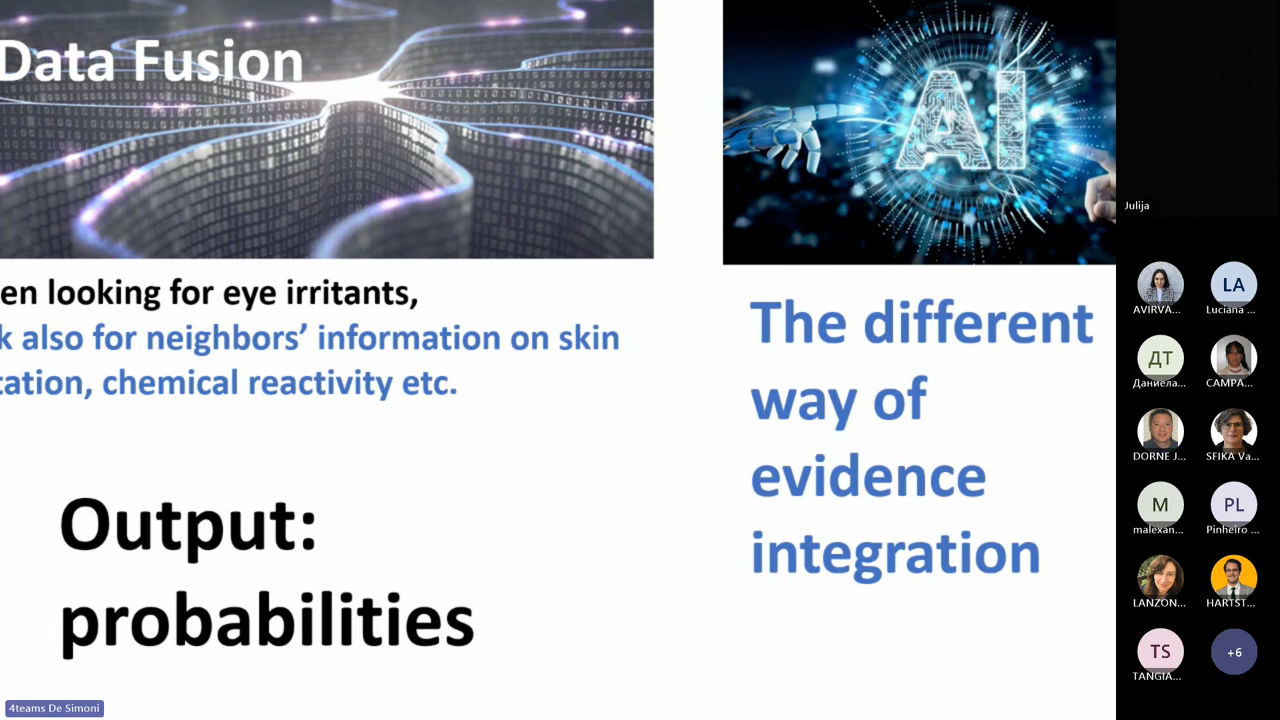 Data Fusion
AI
en looking for eye irritants,
k also for neighbors’ information on skin
tation, chemical reactivity etc.
Output:
probabilities
The different
way of
evidence
integration
Julija
AVIRVA...
LA
Luciana ...
ДТ
Даниела...
CAMPA...
DORNE J...
SFIKA Va...
M
malexan...
PL
Pinheiro ...
LANZON...
HARTST...
TS
TANGIA...
+6
4teams De Simoni